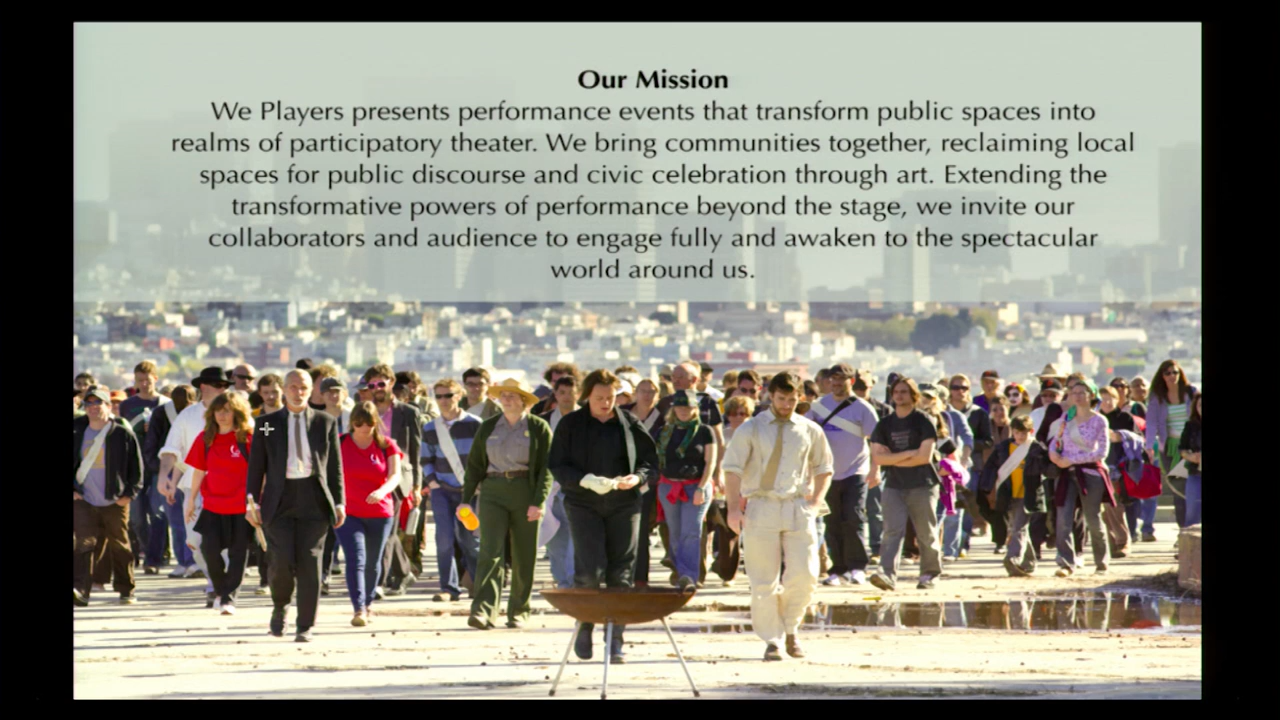 Our Mission
We Players presents performance events that transform public spaces into
realms of participatory theater. We bring communities together, reclaiming local
spaces for public discourse and civic celebration through art. Extending the
transformative powers of performance beyond the stage, we invite our
collaborators and audience to engage fully and awaken to the spectacular
world around us.